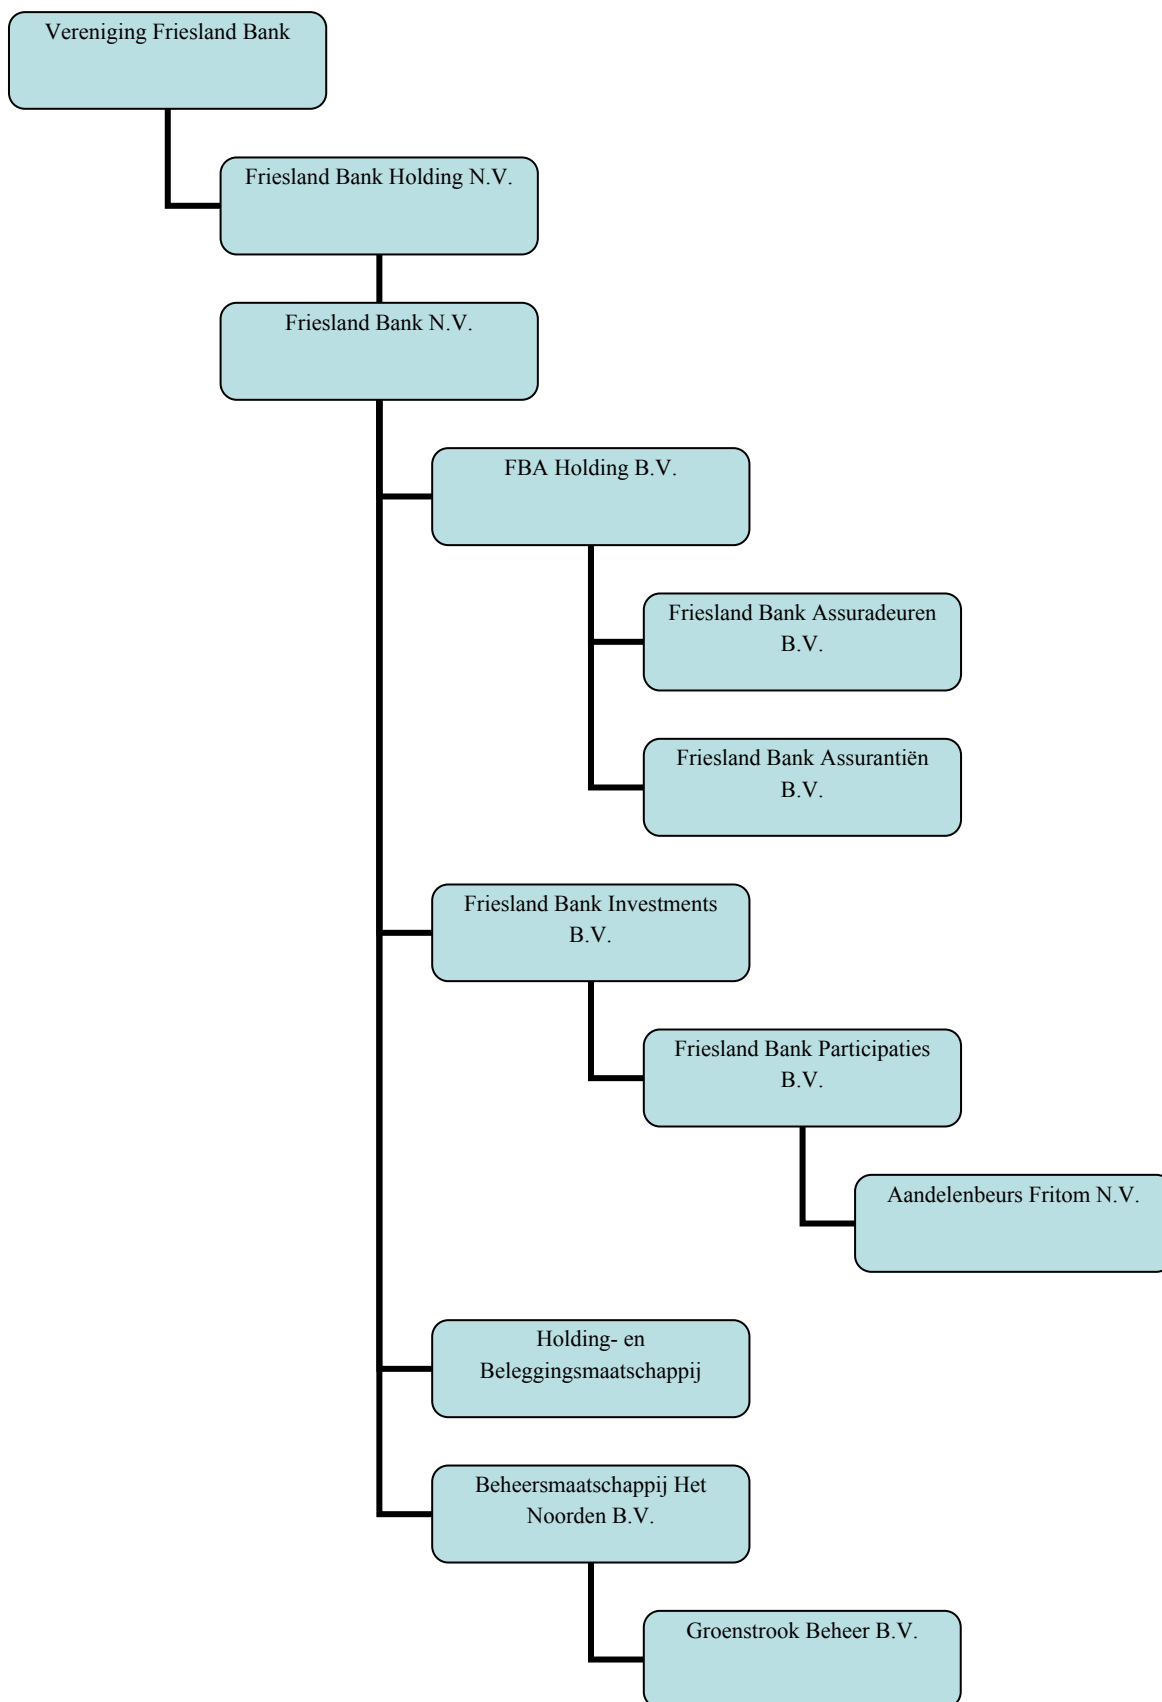 Vereniging Friesland Bank
Friesland Bank Holding N.V.
Friesland Bank N.V.
FBA Holding B.V.
Friesland Bank Assuradeuren
B.V.
Friesland Bank Assurantiën
B.V.
Friesland Bank Investments
B.V.
Friesland Bank Participaties
B.V.
Aandelenbeurs Fritom N.V.
Holding- en
Beleggingsmaatschappij
Beheersmaatschappij Het
Noorden B.V.
Groenstrook Beheer B.V.